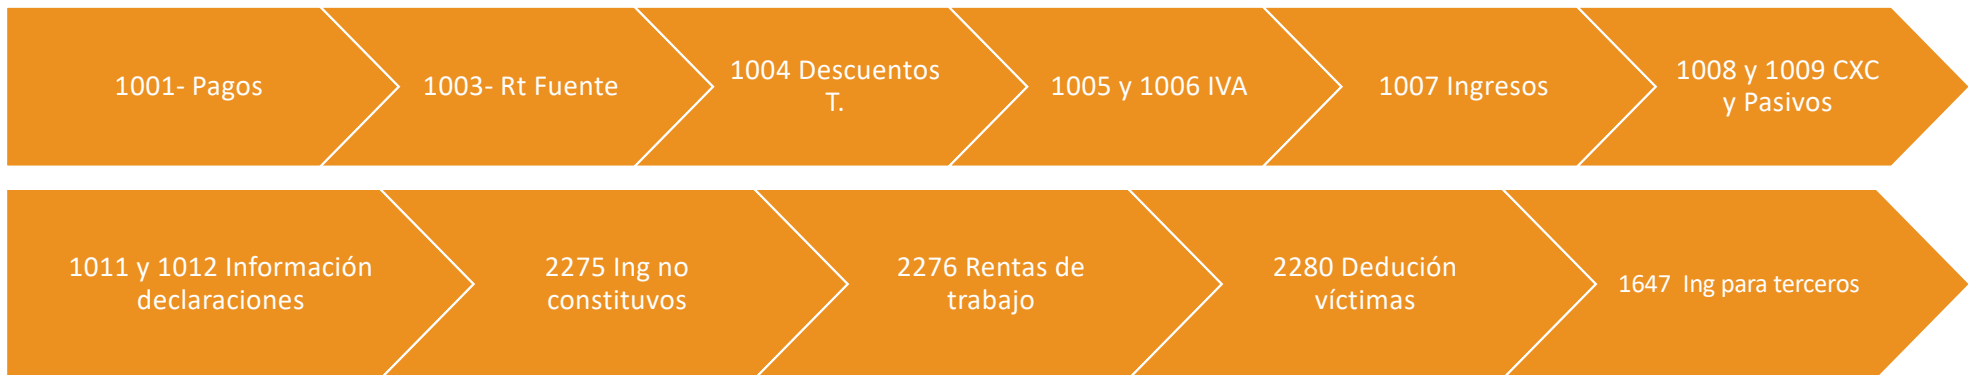 1001- Pagos
1003- Rt Fuente
1004 Descuentos
T.
1005 y 1006 IVA
1007 Ingresos
1008 y 1009 CXC
y Pasivos
1011 y 1012 Información
declaraciones
2275 Ing no
constituvos
2276 Rentas de
trabajo
2280 Dedución
víctimas
1647 Ing para terceros